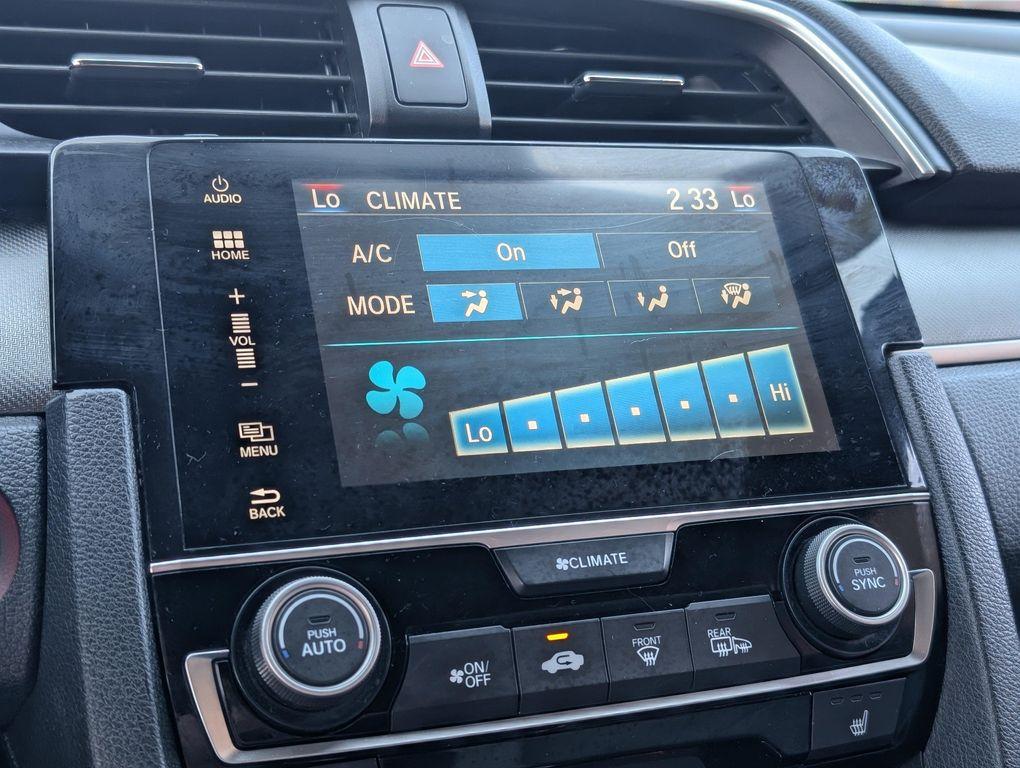 AUDIO
HOME
+
VOL
−
MENU
BACK
Lo CLIMATE 2 33 Lo
A/C On Off
MODE
Lo Hi
CLIMATE
PUSH
AUTO
ON/
OFF
FRONT
REAR
PUSH
SYNC